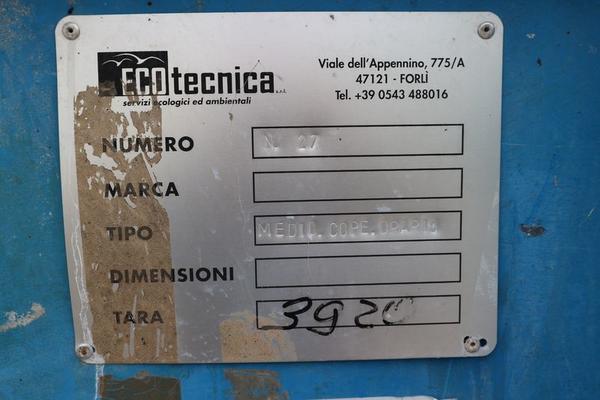 ECOtecnica s.r.l.
servizi ecologici ed ambientali
Viale dell'Appennino, 775/A
47121 - FORLÌ
Tel. +39 0543 488016
NUMERO N. 27
MARCA
TIPO MEDIO.COPE.
DIMENSIONI
TARA 3920